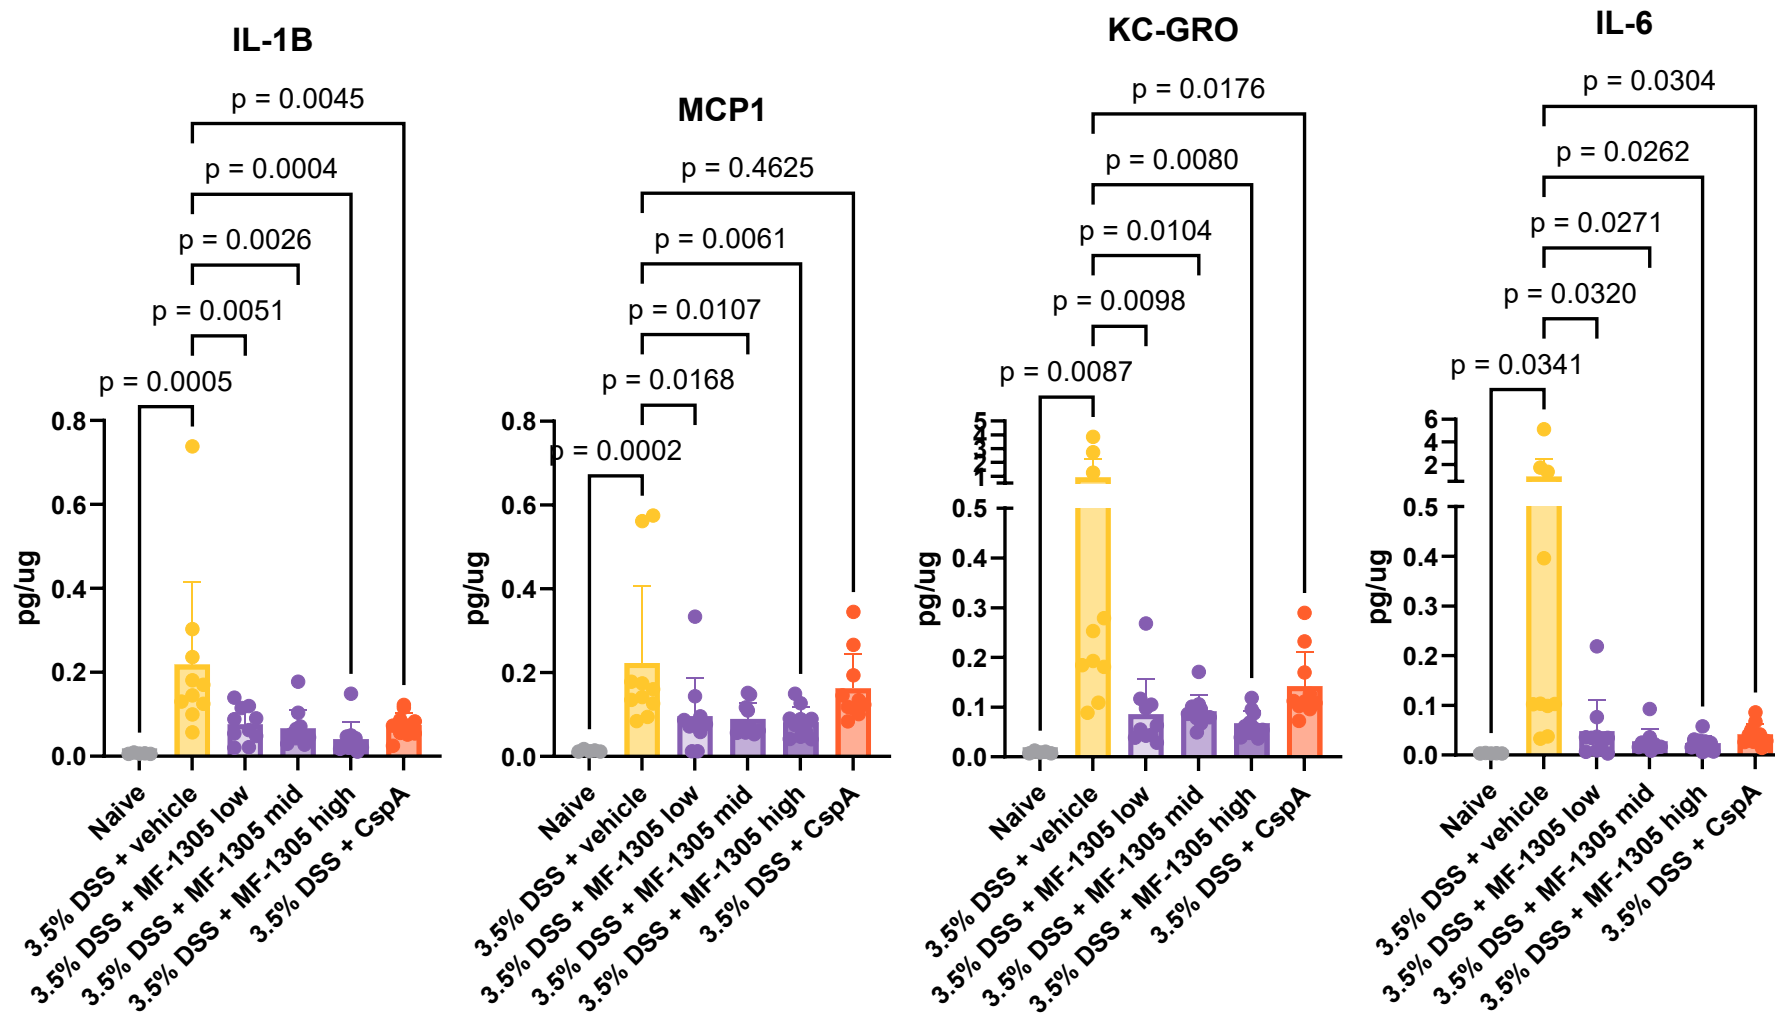 IL-1B
p = 0.0045
p = 0.0004
p = 0.0026
p = 0.0051
p = 0.0005
0.8
0.6
0.4
0.2
0.0
pg/ug
Naive
3.5% DSS + vehicle
3.5% DSS + MF-1305 low
3.5% DSS + MF-1305 mid
3.5% DSS + MF-1305 high
3.5% DSS + CspA
MCP1
p = 0.4625
p = 0.0061
p = 0.0107
p = 0.0168
p = 0.0002
0.8
0.6
0.4
0.2
0.0
pg/ug
Naive
3.5% DSS + vehicle
3.5% DSS + MF-1305 low
3.5% DSS + MF-1305 mid
3.5% DSS + MF-1305 high
3.5% DSS + CspA
KC-GRO
p = 0.0176
p = 0.0080
p = 0.0104
p = 0.0098
p = 0.0087
5
4
3
2
1
0.5
0.4
0.3
0.2
0.1
0.0
pg/ug
Naive
3.5% DSS + vehicle
3.5% DSS + MF-1305 low
3.5% DSS + MF-1305 mid
3.5% DSS + MF-1305 high
3.5% DSS + CspA
IL-6
p = 0.0304
p = 0.0262
p = 0.0271
p = 0.0320
p = 0.0341
6
4
2
0.5
0.4
0.3
0.2
0.1
0.0
pg/ug
Naive
3.5% DSS + vehicle
3.5% DSS + MF-1305 low
3.5% DSS + MF-1305 mid
3.5% DSS + MF-1305 high
3.5% DSS + CspA